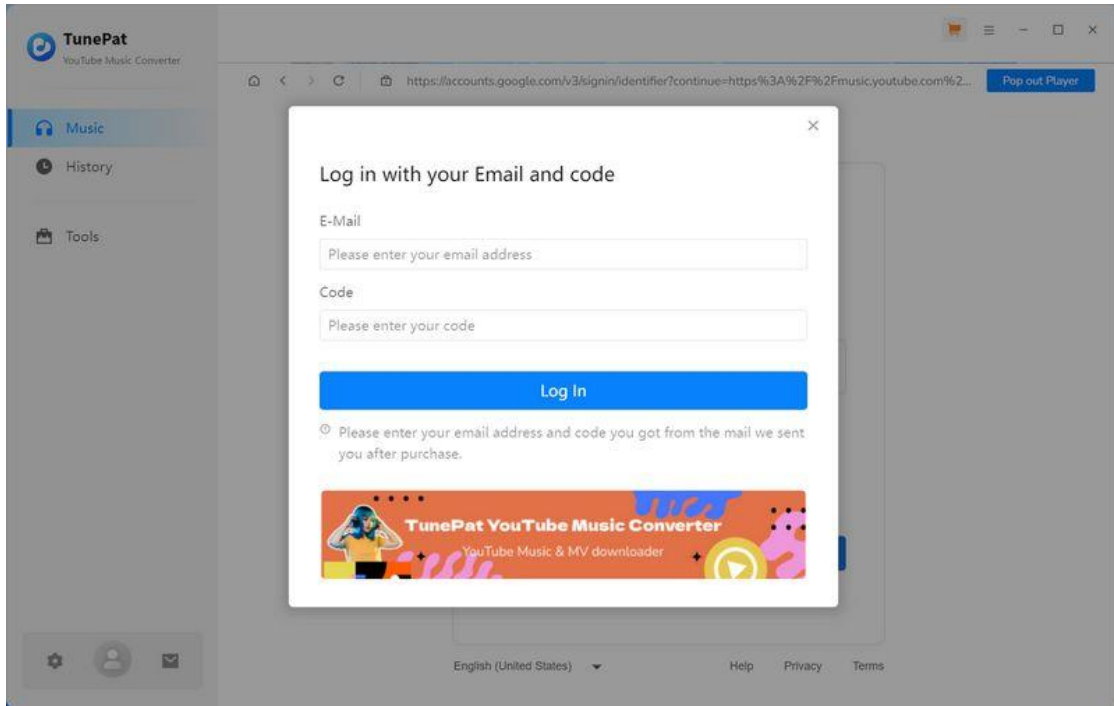 TunePat
YouTube Music Converter
https://accounts.google.com/v3/signin/identifier?continue=https%3A%2F%2Fmusic.youtube.com%2...
Pop out Player
Music
History
Tools
Log in with your Email and code
E-Mail
Please enter your email address
Code
Please enter your code
Log In
Please enter your email address and code you got from the mail we sent
you after purchase.
TunePat YouTube Music Converter
YouTube Music & MV downloader
English (United States)
Help
Privacy
Terms